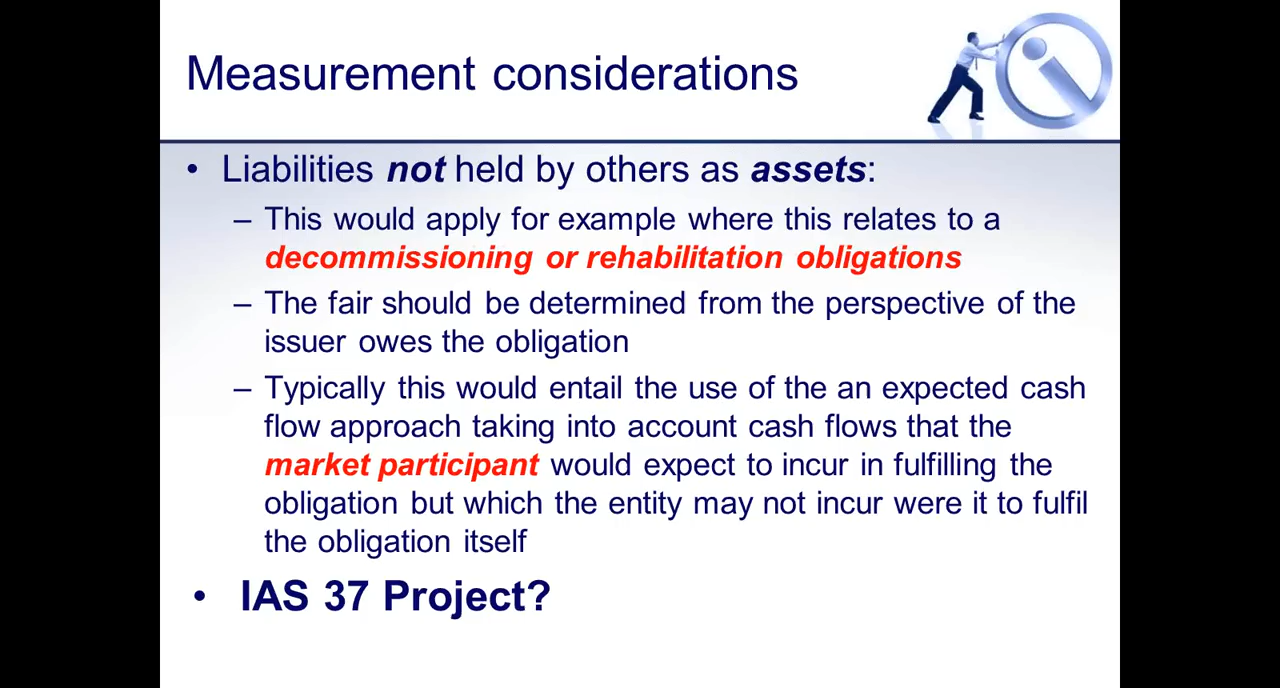 Measurement considerations
• Liabilities not held by others as assets:
– This would apply for example where this relates to a
decommissioning or rehabilitation obligations
– The fair should be determined from the perspective of the
issuer owes the obligation
– Typically this would entail the use of the an expected cash
flow approach taking into account cash flows that the
market participant would expect to incur in fulfilling the
obligation but which the entity may not incur were it to fulfil
the obligation itself
• IAS 37 Project?